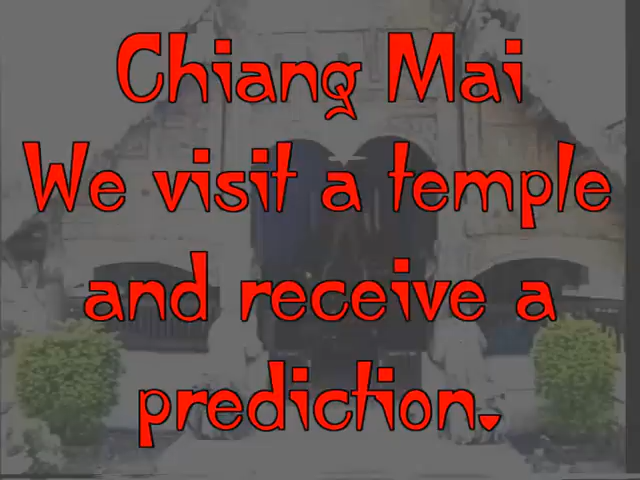 Chiang Mai
We visit a temple
and receive a
prediction.